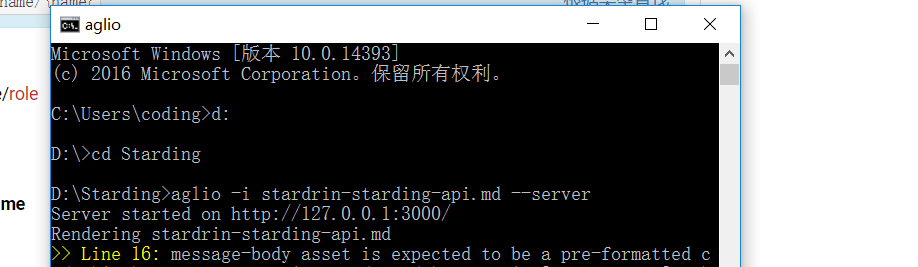 aglio
Microsoft Windows [版本 10.0.14393]
(c) 2016 Microsoft Corporation。保留所有权利。
C:\Users\coding>d:
D:\>cd Starding
D:\Starding>aglio -i stardrin-starding-api.md --server
Server started on http://127.0.0.1:3000/
Rendering stardrin-starding-api.md
>> Line 16: message-body asset is expected to be a pre-formatted c
/role
me